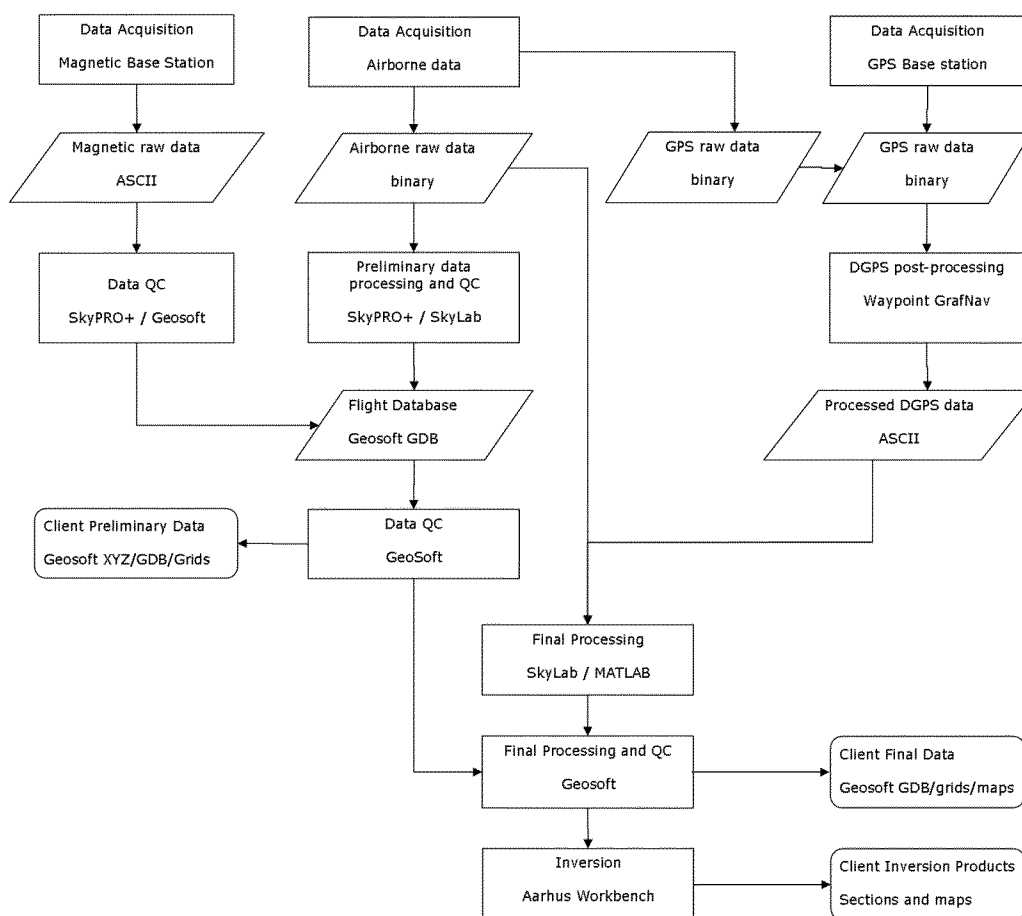 Data Acquisition
Magnetic Base Station
Data Acquisition
Airborne data
Data Acquisition
GPS Base station
Magnetic raw data
ASCII
Airborne raw data
binary
GPS raw data
binary
GPS raw data
binary
Data QC
SkyPRO+ / Geosoft
Preliminary data
processing and QC
SkyPRO+ / SkyLab
DGPS post-processing
Waypoint GrafNav
Flight Database
Geosoft GDB
Processed DGPS data
ASCII
Client Preliminary Data
Geosoft XYZ/GDB/Grids
Data QC
GeoSoft
Final Processing
SkyLab / MATLAB
Final Processing and QC
Geosoft
Client Final Data
Geosoft GDB/grids/maps
Inversion
Aarhus Workbench
Client Inversion Products
Sections and maps